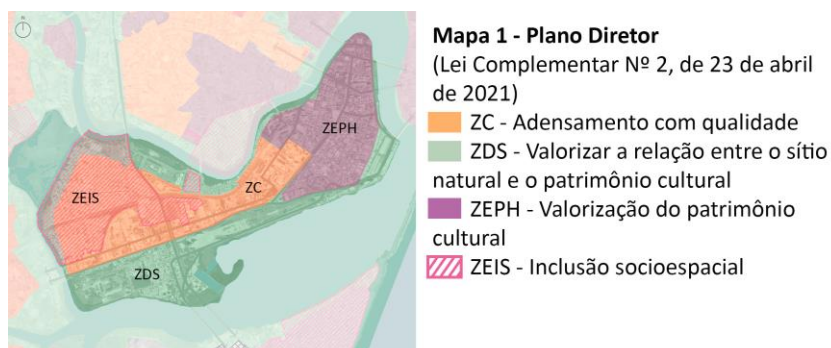 ZEPH
ZC
ZEIS
ZDS
Mapa 1 - Plano Diretor
(Lei Complementar Nº 2, de 23 de abril
de 2021)
ZC - Adensamento com qualidade
ZDS - Valorizar a relação entre o sítio
natural e o patrimônio cultural
ZEPH - Valorização do patrimônio
cultural
ZEIS - Inclusão socioespacial